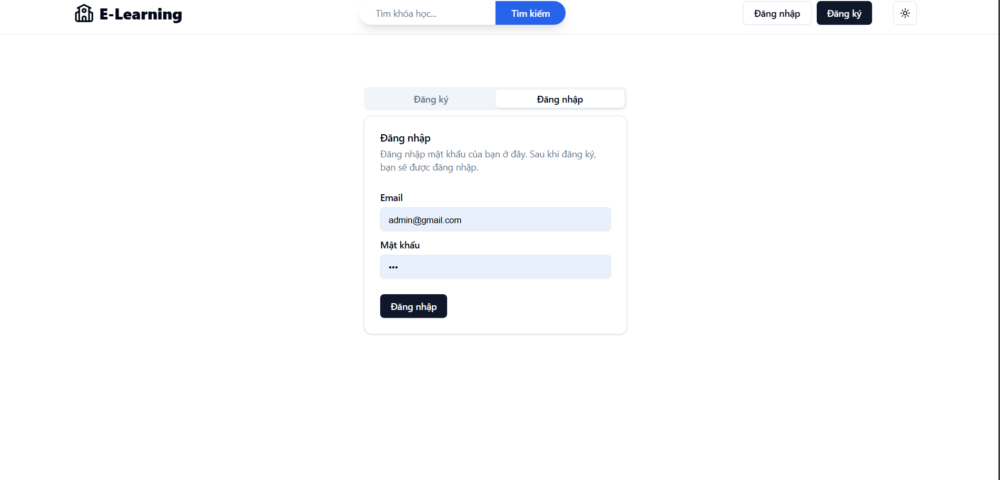 E-Learning
Tìm khóa học...
Tìm kiếm
Đăng nhập
Đăng ký
Đăng ký
Đăng nhập
Đăng nhập
Đăng nhập mật khẩu của bạn ở đây. Sau khi đăng ký,
bạn sẽ được đăng nhập.
Email
admin@gmail.com
Mật khẩu
•••
Đăng nhập